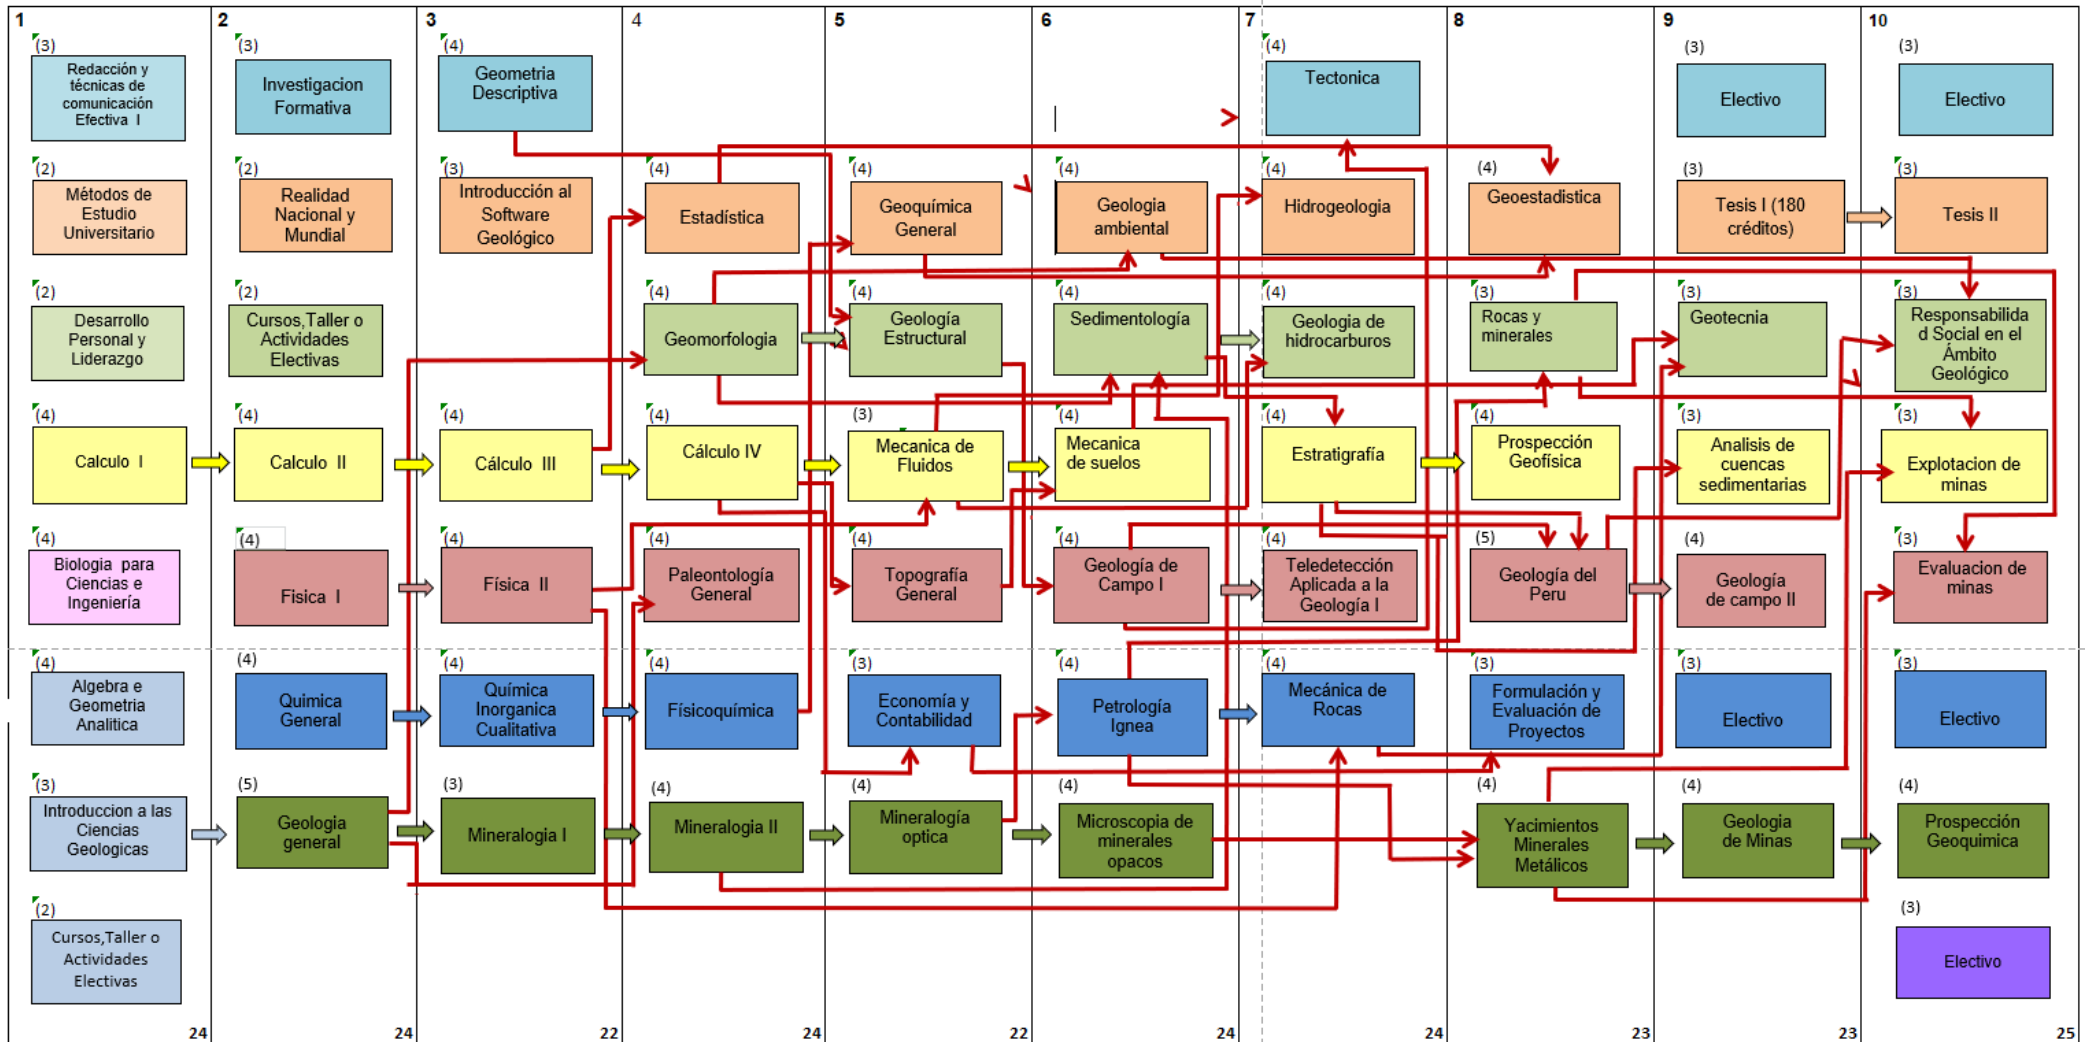 1
2
3
4
5
6
7
8
9
10
(3)
(3)
(4)
(4)
(3)
(3)
Redacción y
técnicas de
comunicación
Efectiva I
Investigacion
Formativa
Geometria
Descriptiva
Tectonica
Electivo
Electivo
(2)
(2)
(3)
(4)
(4)
(4)
(4)
(4)
(3)
(3)
Métodos de
Estudio
Universitario
Realidad
Nacional y
Mundial
Introducción al
Software
Geológico
Estadística
Geoquímica
General
Geologia
ambiental
Hidrogeologia
Geoestadistica
Tesis I (180
créditos)
Tesis II
(2)
(2)
(4)
(4)
(4)
(4)
(3)
(3)
(3)
Desarrollo
Personal y
Liderazgo
Cursos,Taller o
Actividades
Electivas
Geomorfologia
Geología
Estructural
Sedimentología
Geologia de
hidrocarburos
Rocas y
minerales
Geotecnia
Responsabilida
d Social en el
Ámbito
Geológico
(4)
(4)
(4)
(4)
(3)
(4)
(4)
(4)
(3)
(3)
Calculo I
Calculo II
Cálculo III
Cálculo IV
Mecanica de
Fluidos
Mecanica
de suelos
Estratigrafía
Prospección
Geofísica
Analisis de
cuencas
sedimentarias
Explotacion de
minas
(4)
(4)
(4)
(4)
(4)
(4)
(4)
(5)
(4)
(3)
Biologia para
Ciencias e
Ingeniería
Fisica I
Física II
Paleontología
General
Topografía
General
Geología de
Campo I
Teledetección
Aplicada a la
Geología I
Geología del
Peru
Geología
de campo II
Evaluacion de
minas
(4)
(4)
(4)
(4)
(3)
(4)
(4)
(3)
(3)
(3)
Algebra e
Geometria
Analitica
Quimica
General
Química
Inorganica
Cualitativa
Físicoquímica
Economía y
Contabilidad
Petrología
Ignea
Mecánica de
Rocas
Formulación y
Evaluación de
Proyectos
Electivo
Electivo
(3)
(5)
(3)
(4)
(4)
(4)
(4)
(4)
(4)
Introduccion a las
Ciencias
Geologicas
Geologia
general
Mineralogia I
Mineralogia II
Mineralogía
optica
Microscopia de
minerales
opacos
Yacimientos
Minerales
Metálicos
Geologia
de Minas
Prospección
Geoquimica
(2)
(3)
Cursos,Taller o
Actividades
Electivas
Electivo
24
24
22
24
22
24
24
23
23
25